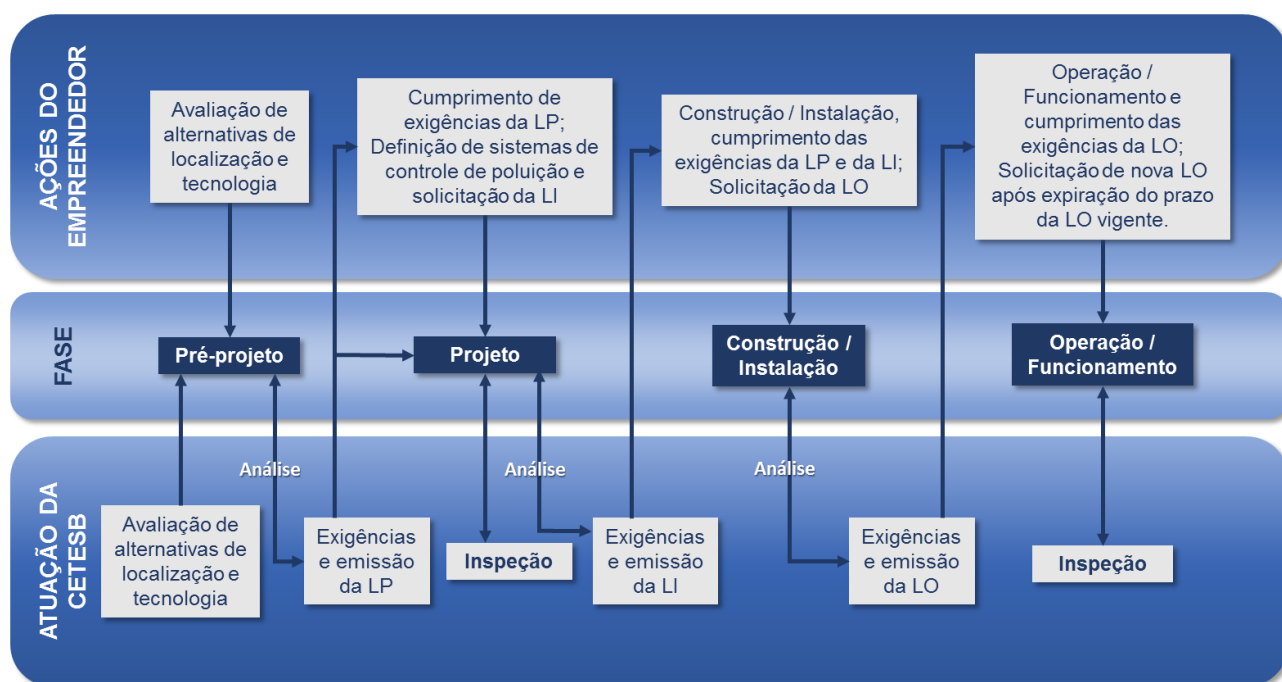 AÇÕES DO
EMPREENDEDOR
Avaliação de
alternativas de
localização e
tecnologia
Cumprimento de
exigências da LP;
Definição de sistemas de
controle de poluição e
solicitação da LI
Construção / Instalação,
cumprimento das
exigências da LP e da LI;
Solicitação da LO
Operação /
Funcionamento e
cumprimento das
exigências da LO;
Solicitação de nova LO
após expiração do prazo
da LO vigente.
FASE
Pré-projeto
Projeto
Construção /
Instalação
Operação /
Funcionamento
ATUAÇÃO DA
CETESB
Análise
Análise
Análise
Avaliação de
alternativas de
localização e
tecnologia
Exigências
e emissão
da LP
Inspeção
Exigências
e emissão
da LI
Exigências
e emissão
da LO
Inspeção